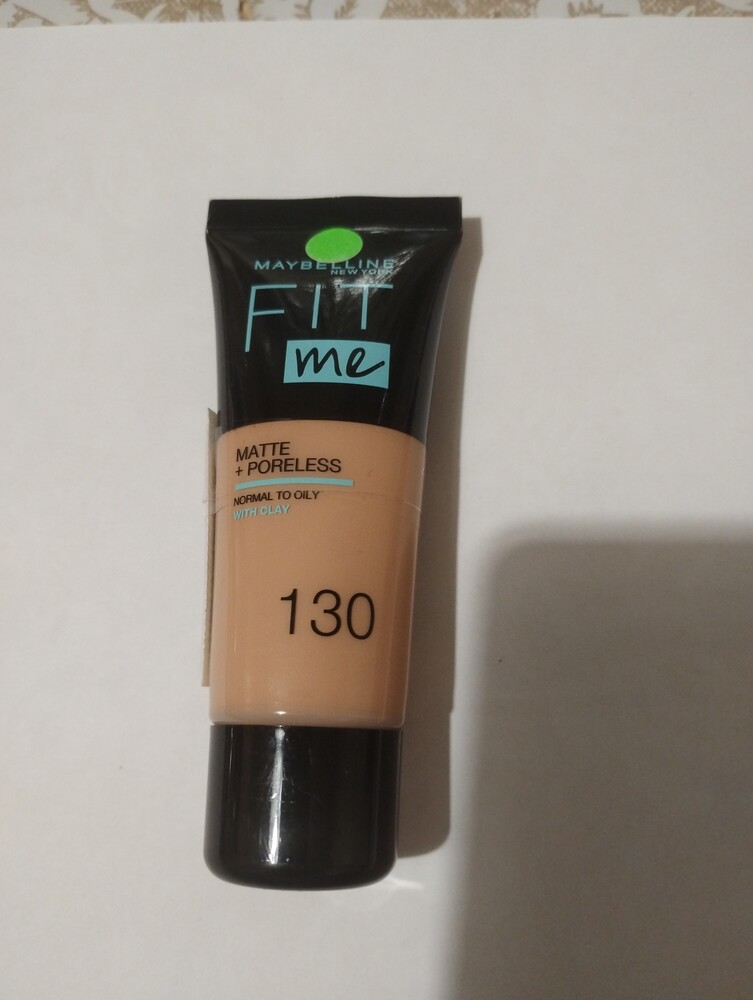 MAYBELLINE
NEW YORK
FIT
me
MATTE
+ PORELESS
NORMAL TO OILY
WITH CLAY
130